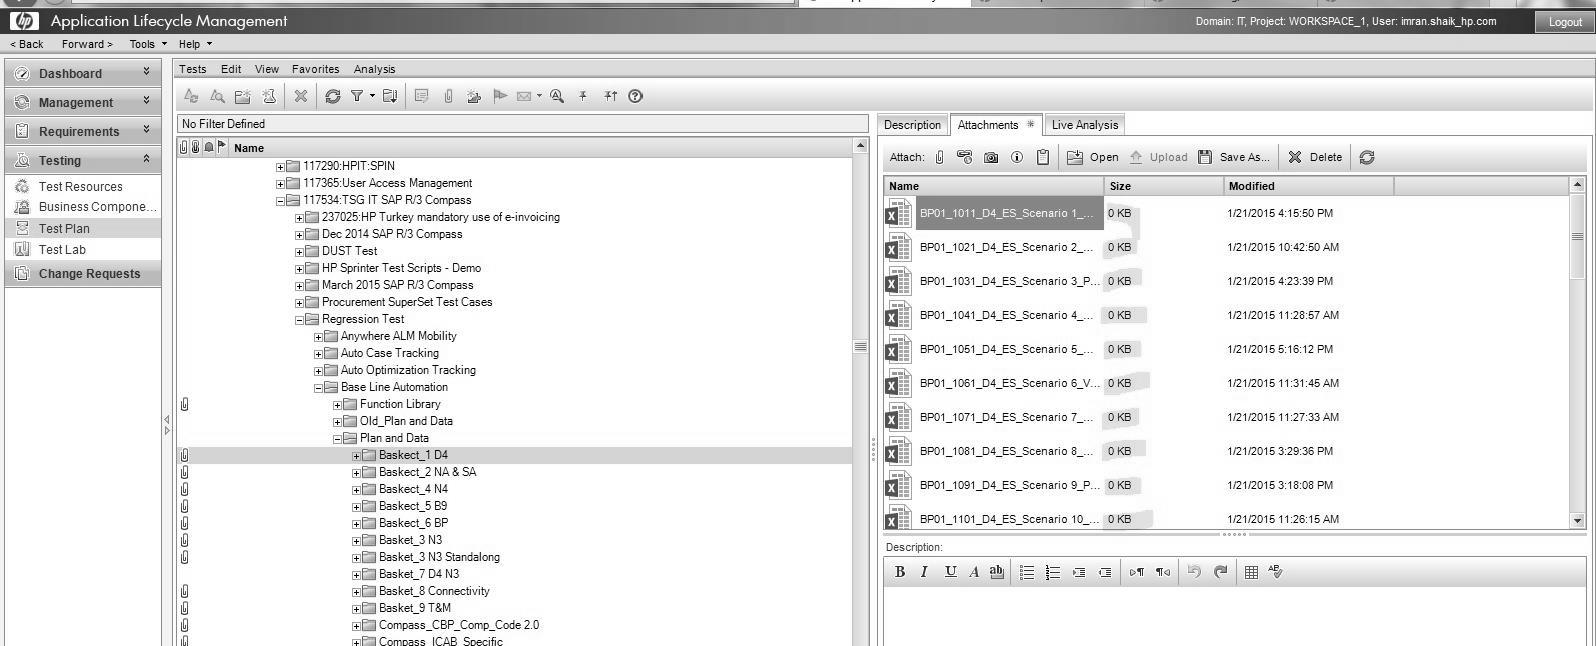 hp Application Lifecycle Management
Domain: IT, Project: WORKSPACE_1, User: imran.shaik_hp.com
Logout
< Back Forward > Tools Help
Dashboard
Management
Requirements
Testing
Test Resources
Business Compone...
Test Plan
Test Lab
Change Requests
Tests Edit View Favorites Analysis
No Filter Defined
Name
117290:HPIT:SPIN
117365:User Access Management
117534:TSG IT SAP R/3 Compass
237025:HP Turkey mandatory use of e-invoicing
Dec 2014 SAP R/3 Compass
DUST Test
HP Sprinter Test Scripts - Demo
March 2015 SAP R/3 Compass
Procurement SuperSet Test Cases
Regression Test
Anywhere ALM Mobility
Auto Case Tracking
Auto Optimization Tracking
Base Line Automation
Function Library
Old_Plan and Data
Plan and Data
Baskect_1 D4
Baskect_2 NA & SA
Baskect_4 N4
Baskect_5 B9
Baskect_6 BP
Basket_3 N3
Basket_3 N3 Standalong
Basket_7 D4 N3
Basket_8 Connectivity
Basket_9 T&M
Compass_CBP_Comp_Code 2.0
Compass_ICAB_Specific
Description Attachments * Live Analysis
Attach: Open Upload Save As... Delete
Name Size Modified
BP01_1011_D4_ES_Scenario 1_... 0 KB 1/21/2015 4:15:50 PM
BP01_1021_D4_ES_Scenario 2_... 0 KB 1/21/2015 10:42:50 AM
BP01_1031_D4_ES_Scenario 3_P... 0 KB 1/21/2015 4:23:39 PM
BP01_1041_D4_ES_Scenario 4_... 0 KB 1/21/2015 11:28:57 AM
BP01_1051_D4_ES_Scenario 5_... 0 KB 1/21/2015 5:16:12 PM
BP01_1061_D4_ES_Scenario 6_V... 0 KB 1/21/2015 11:31:45 AM
BP01_1071_D4_ES_Scenario 7_... 0 KB 1/21/2015 11:27:33 AM
BP01_1081_D4_ES_Scenario 8_... 0 KB 1/21/2015 3:29:36 PM
BP01_1091_D4_ES_Scenario 9_P... 0 KB 1/21/2015 3:18:08 PM
BP01_1101_D4_ES_Scenario 10_... 0 KB 1/21/2015 11:26:15 AM
Description:
B I U A ab